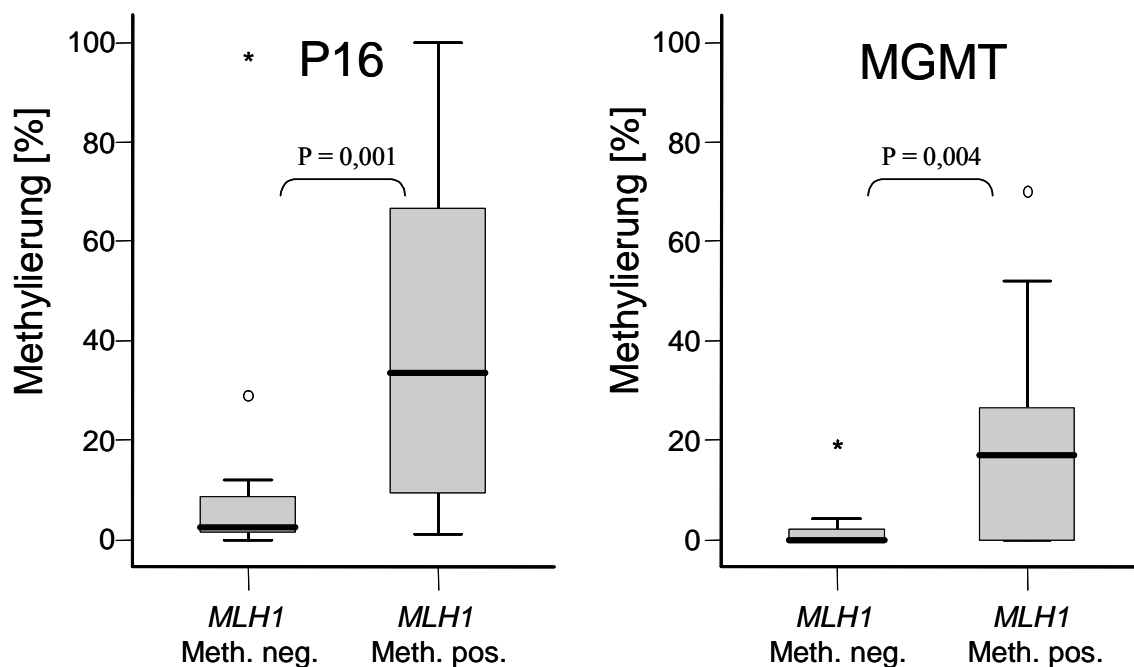 P16
Methylierung [%]
100
80
60
40
20
0
*
P = 0,001
MLH1
Meth. neg.
MLH1
Meth. pos.
MGMT
Methylierung [%]
100
80
60
40
20
0
*
P = 0,004
MLH1
Meth. neg.
MLH1
Meth. pos.